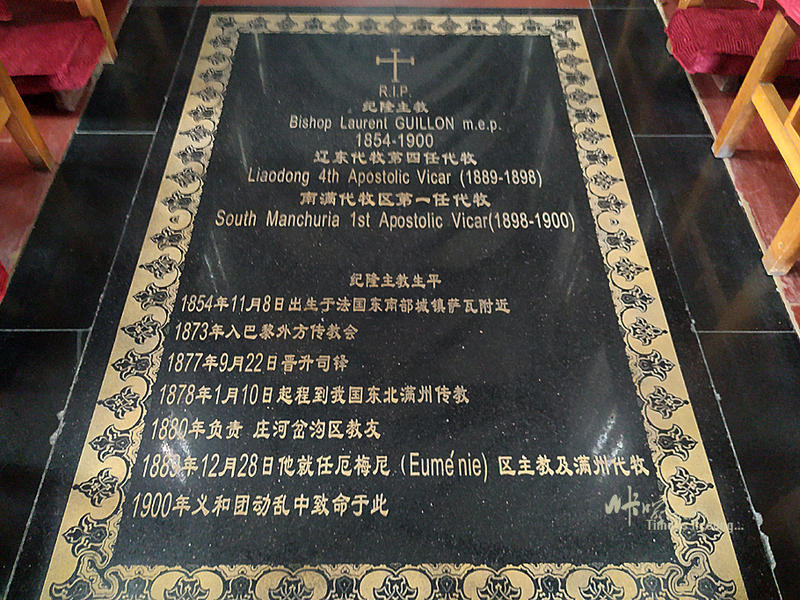 R.I.P.
纪隆主教
Bishop Laurent GUILLON m.e.p.
1854-1900
辽东代牧第四任代牧
Liaodong 4th Apostolic Vicar (1889-1898)
南满代牧区第一任代牧
South Manchuria 1st Apostolic Vicar(1898-1900)
纪隆主教生平
1854年11月8日出生于法国东南部城镇萨瓦附近
1873年入巴黎外方传教会
1877年9月22日晋升司铎
1878年1月10日起程到我国东北满州传教
1880年负责 庄河岔沟区教友
1889年12月28日他就任厄梅尼（Eume´nie）区主教及满州代牧
1900年义和团动乱中致命于此